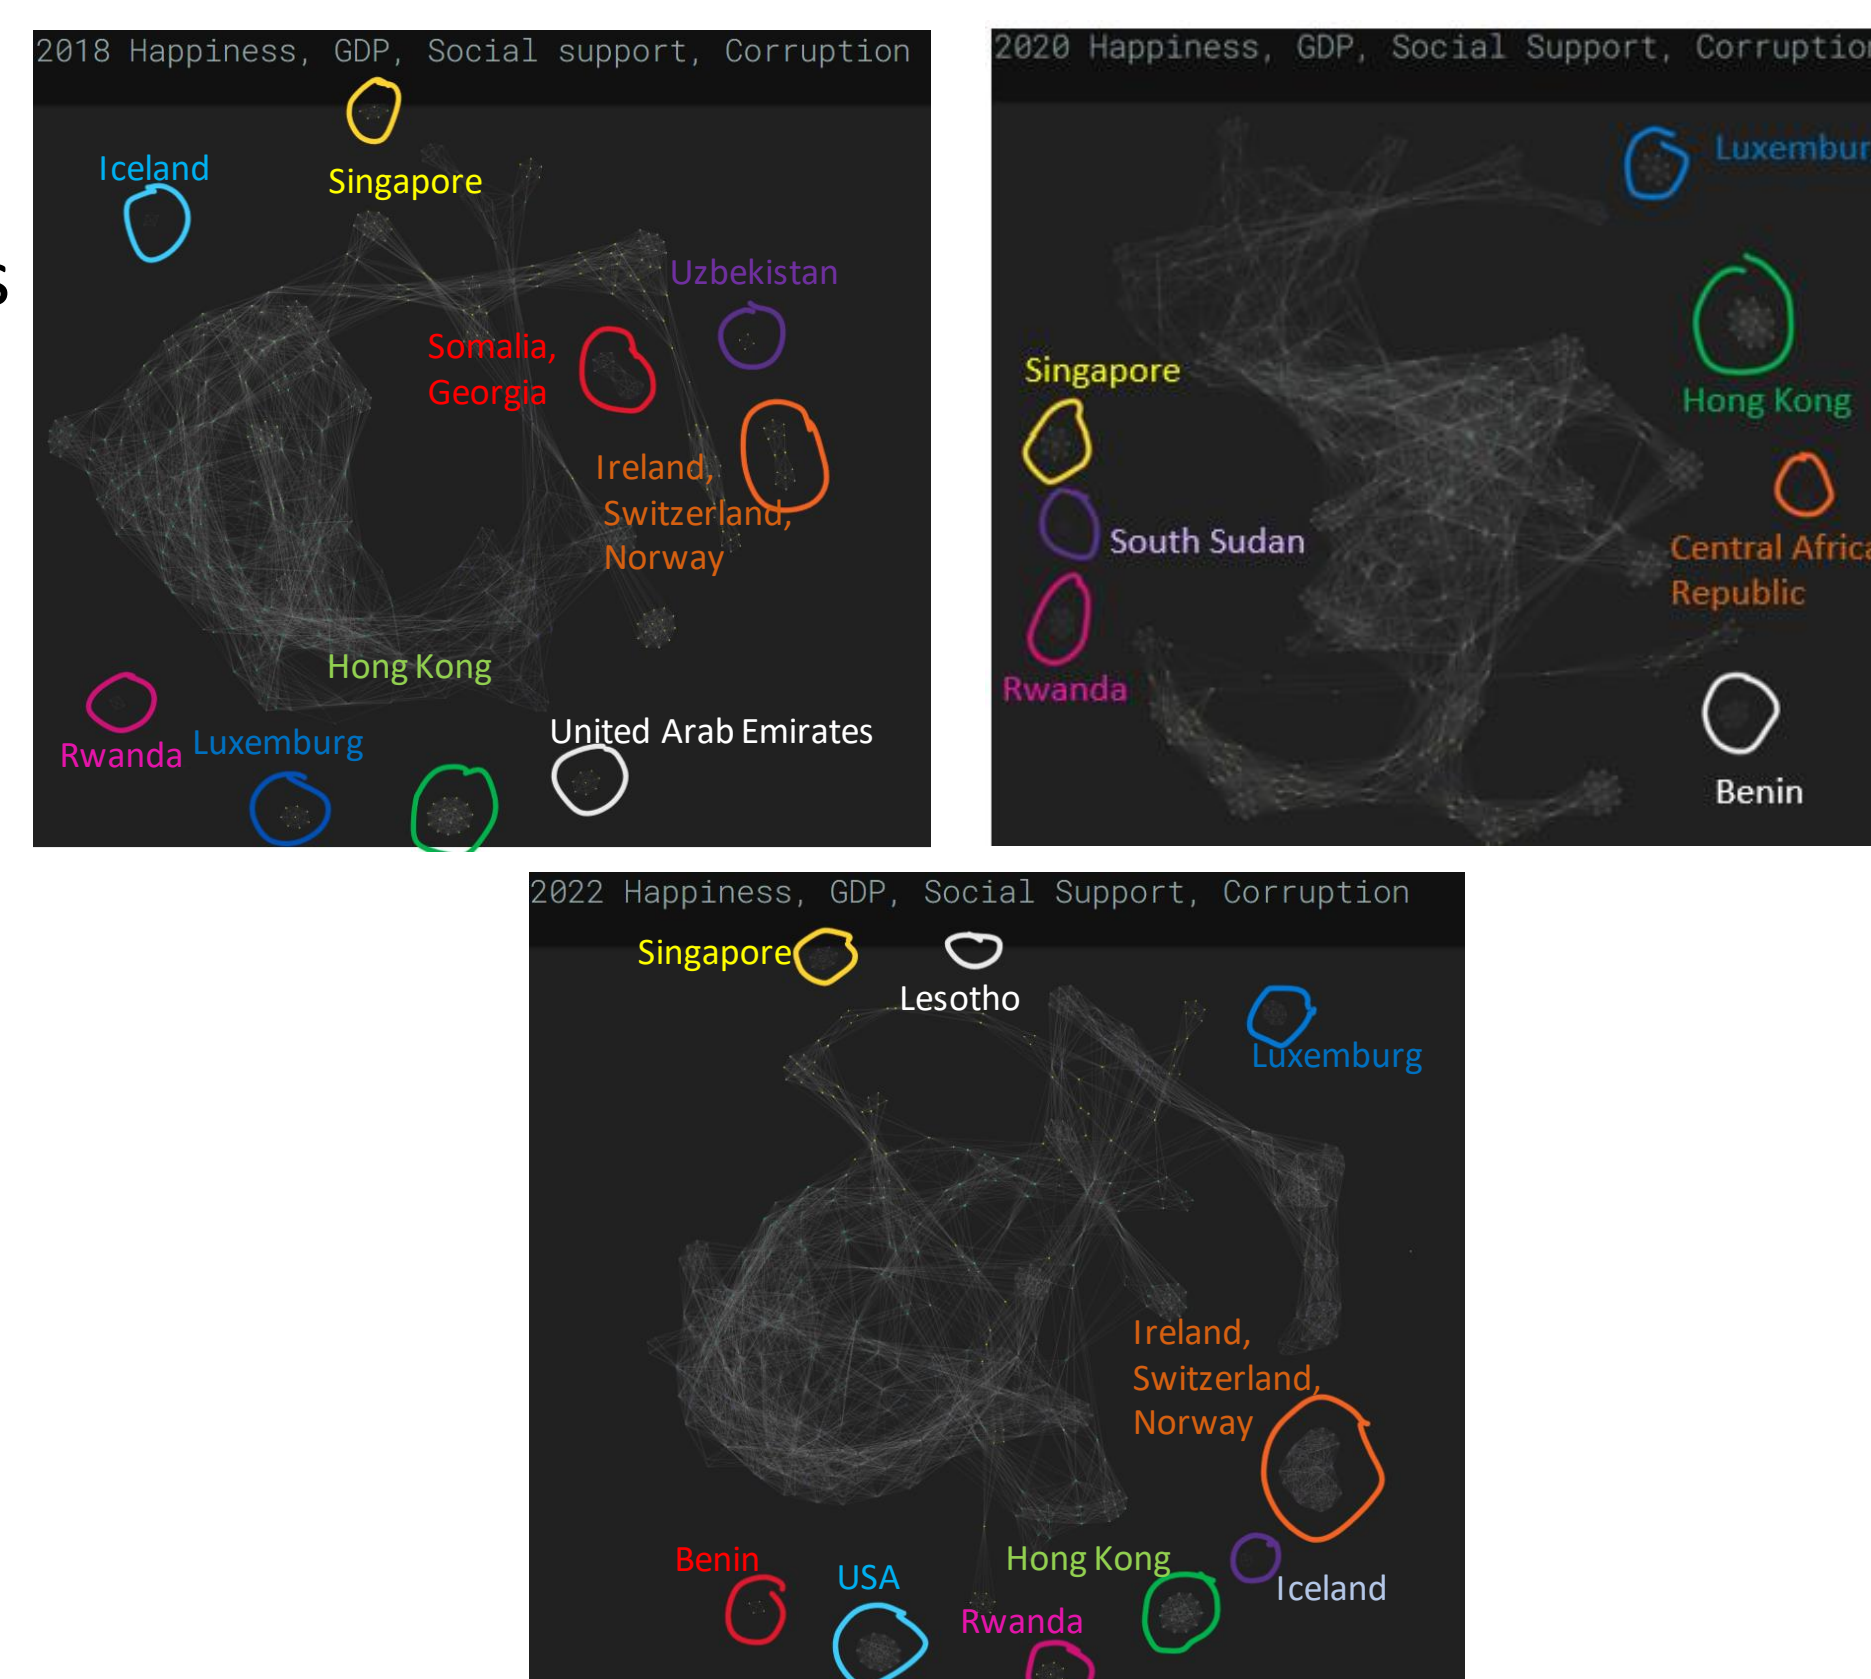 s
2018 Happiness, GDP, Social support, Corruption
Iceland
Singapore
Uzbekistan
Somalia,
Georgia
Ireland,
Switzerland,
Norway
Hong Kong
United Arab Emirates
Rwanda
Luxemburg
2020 Happiness, GDP, Social Support, Corruption
Luxembur
Singapore
Hong Kong
South Sudan
Central Africa
Republic
Rwanda
Benin
2022 Happiness, GDP, Social Support, Corruption
Singapore
Lesotho
Luxemburg
Ireland,
Switzerland,
Norway
Benin
USA
Hong Kong
Iceland
Rwanda